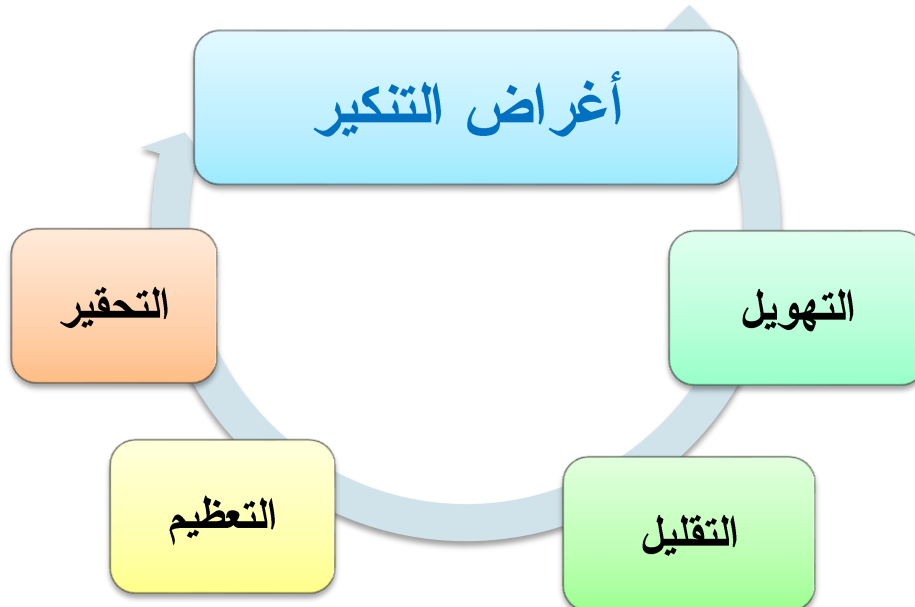 أغراض التنكير
التهويل
التحقير
التقليل
التعظيم